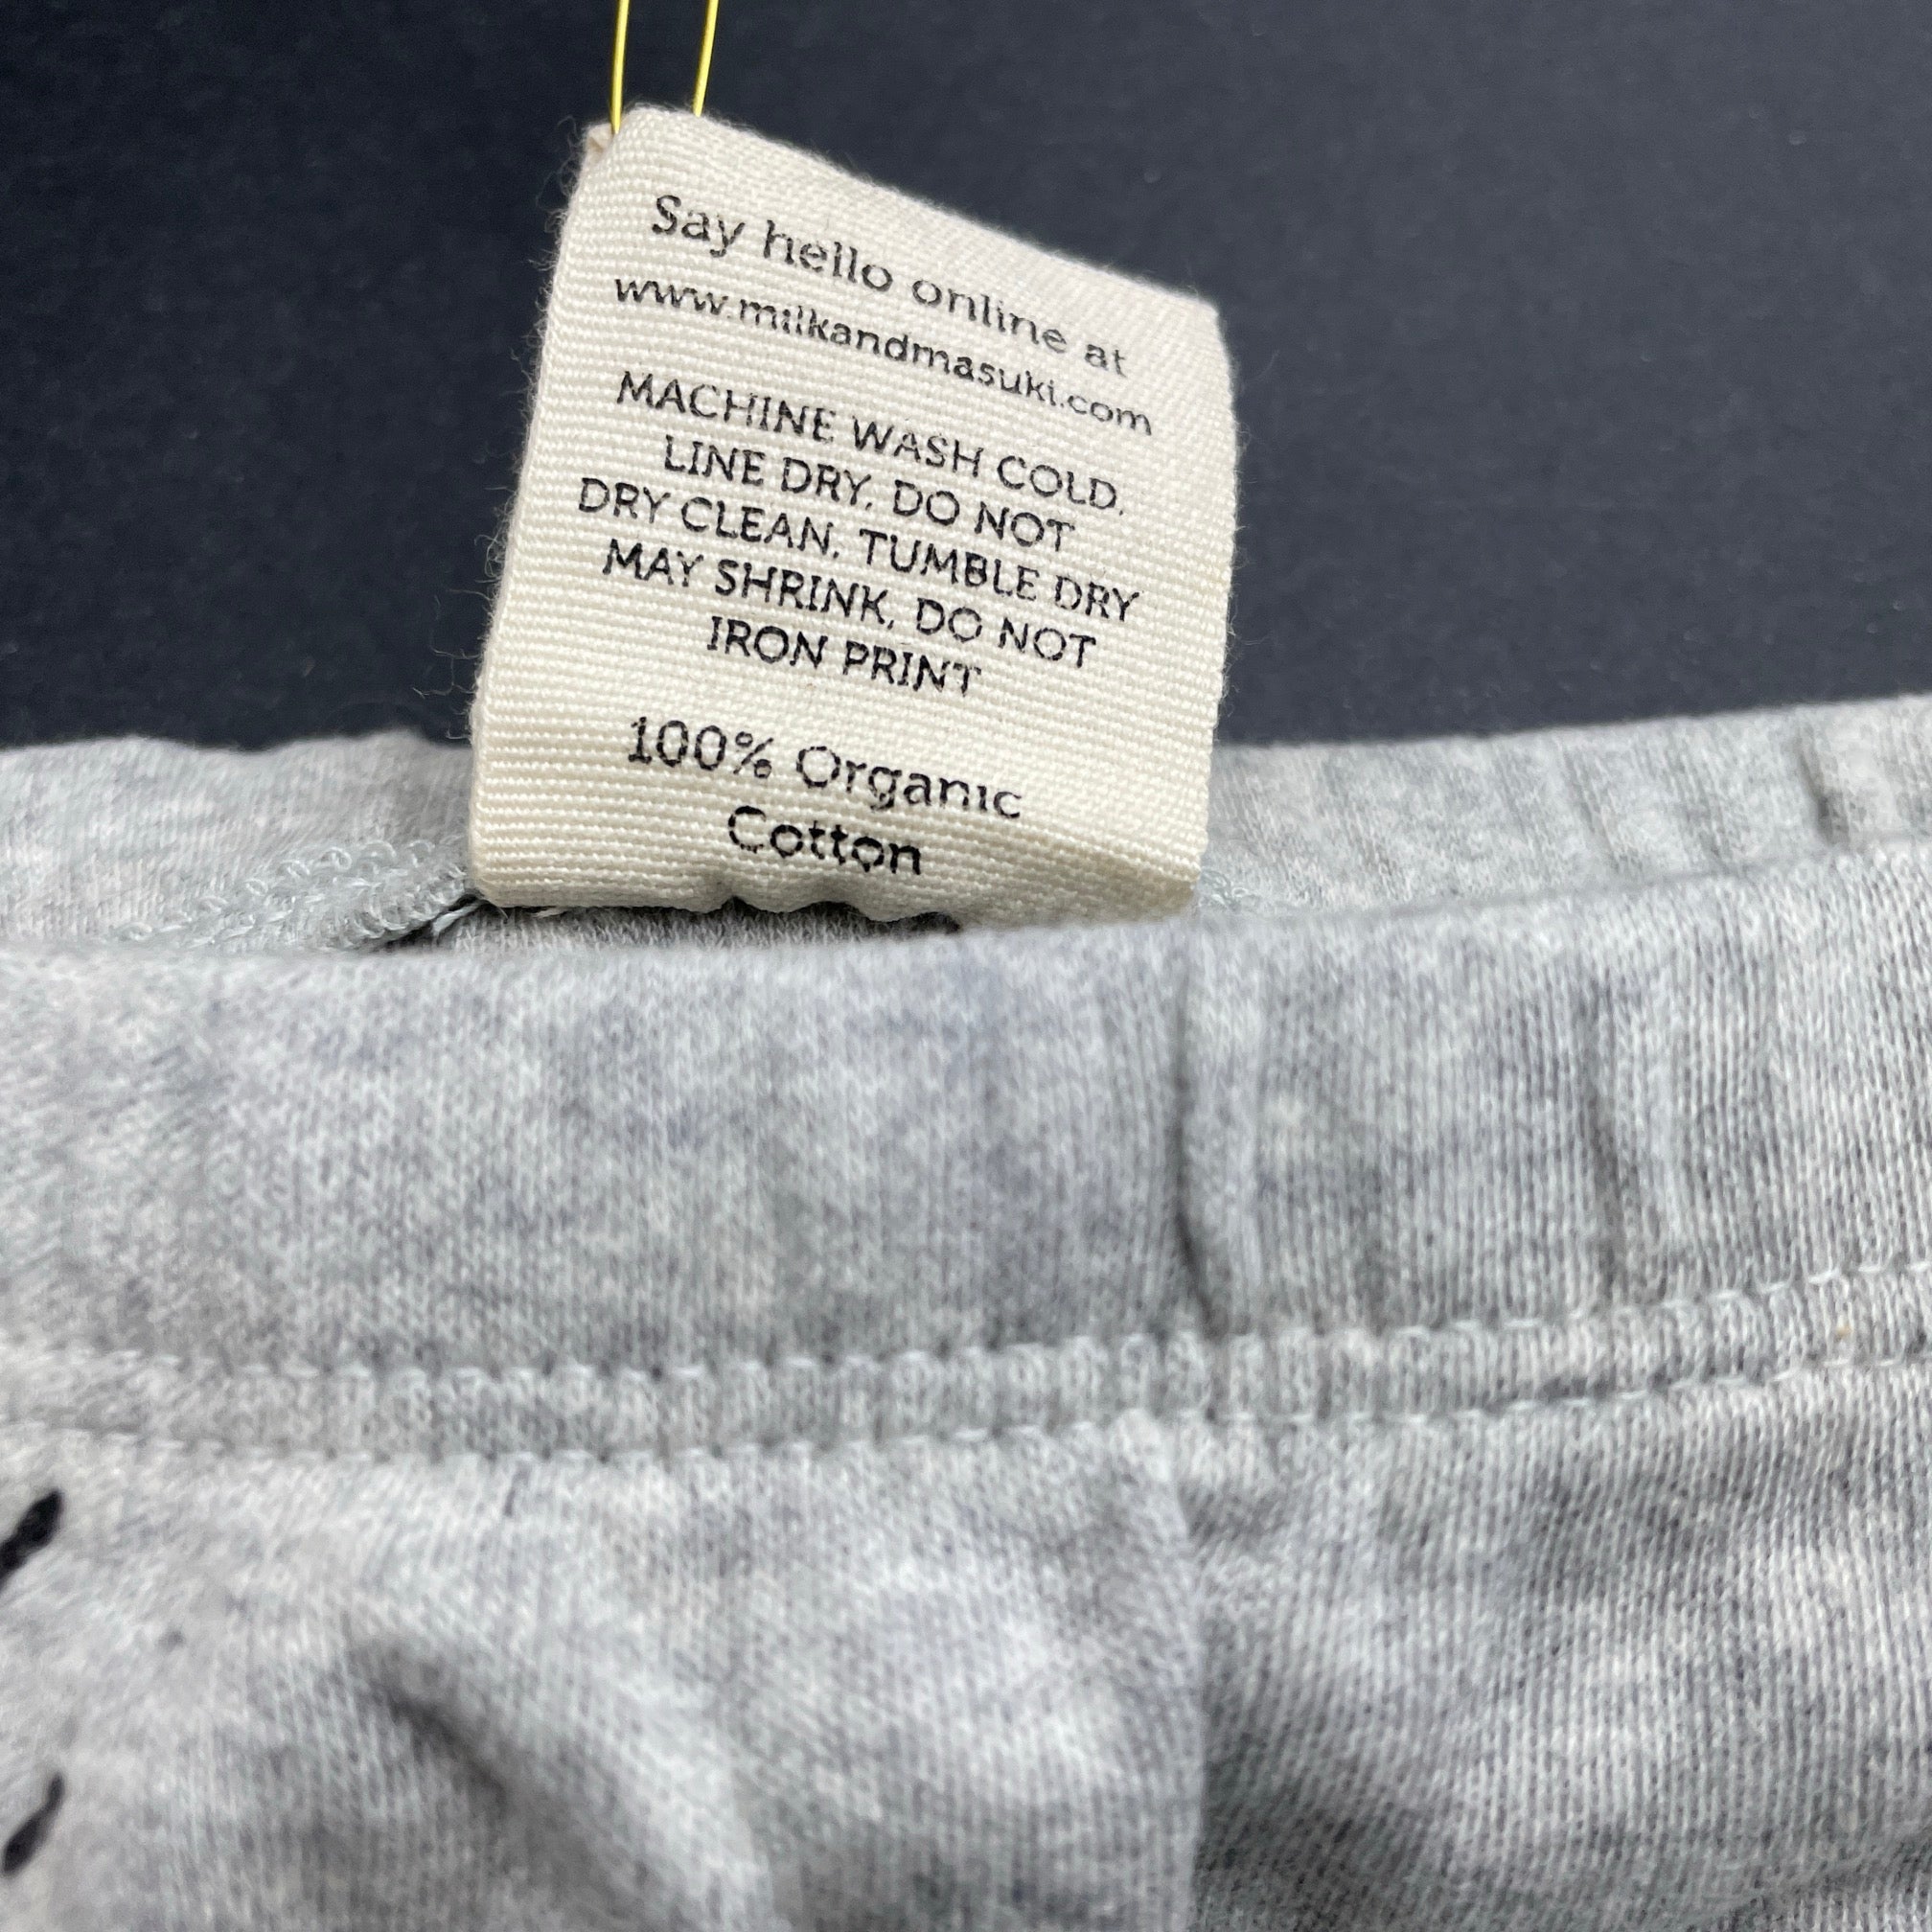 Say hello online at
www.milkandmasuki.com
MACHINE WASH COLD,
LINE DRY, DO NOT
DRY CLEAN, TUMBLE DRY
MAY SHRINK, DO NOT
IRON PRINT
100% Organic
Cotton